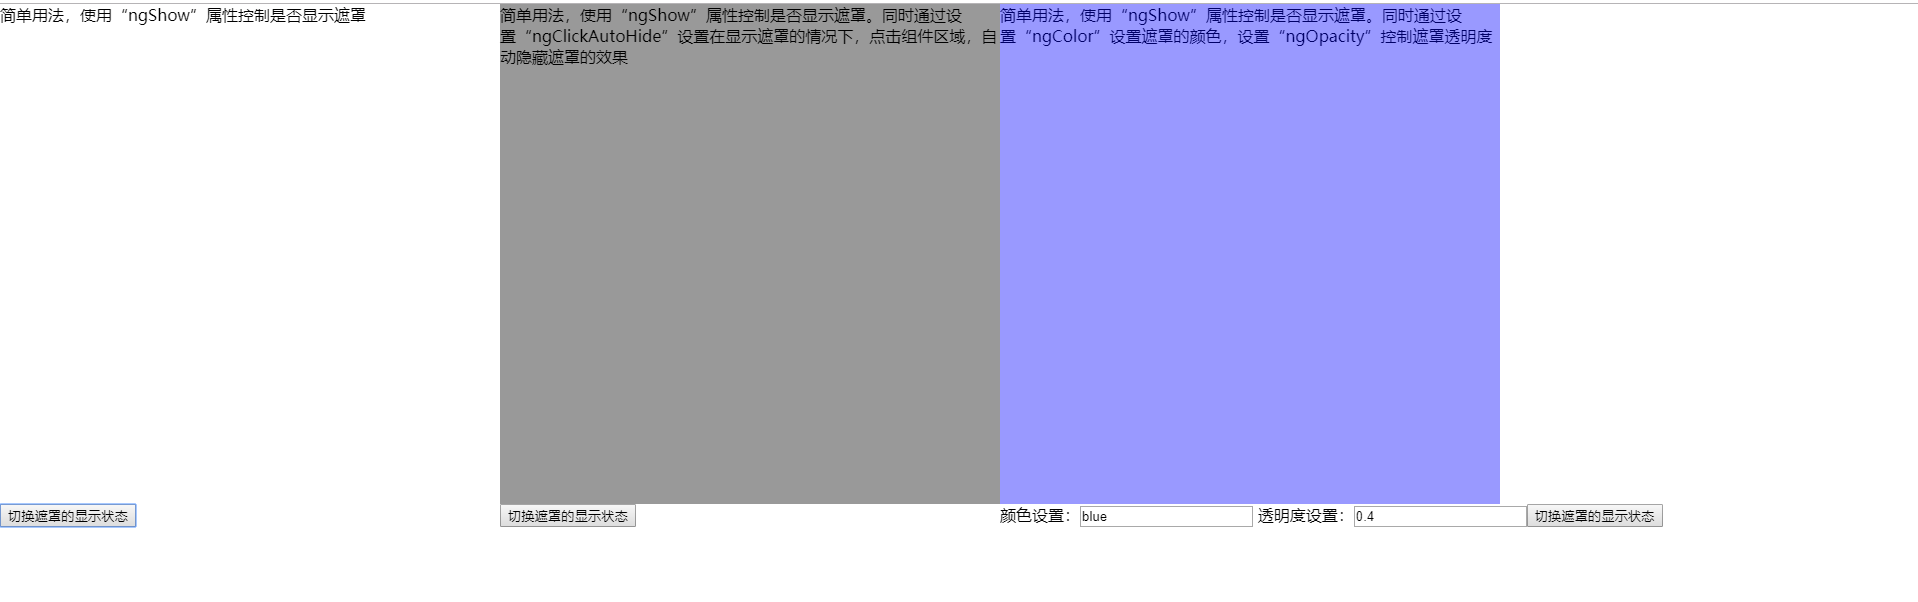 简单用法，使用“ngShow”属性控制是否显示遮罩
简单用法，使用“ngShow”属性控制是否显示遮罩。同时通过设
置“ngClickAutoHide”设置在显示遮罩的情况下，点击组件区域，自
动隐藏遮罩的效果
简单用法，使用“ngShow”属性控制是否显示遮罩。同时通过设
置“ngColor”设置遮罩的颜色，设置“ngOpacity”控制遮罩透明度
切换遮罩的显示状态
切换遮罩的显示状态
颜色设置：blue 透明度设置：0.4 切换遮罩的显示状态